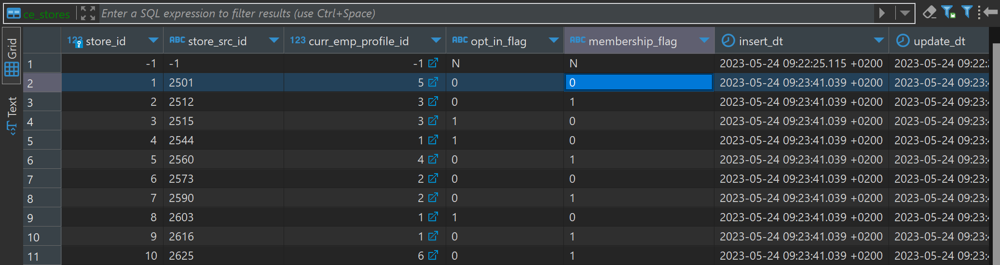 ce_stores Enter a SQL expression to filter results (use Ctrl+Space)
Grid
Text
123 store_id ABC store_src_id 123 curr_emp_profile_id ABC opt_in_flag ABC membership_flag insert_dt update_dt
1 -1 -1 -1 N N 2023-05-24 09:22:25.115 +0200 2023-05-24 09:22:
2 1 2501 5 0 0 2023-05-24 09:23:41.039 +0200 2023-05-24 09:23:
3 2 2512 3 0 1 2023-05-24 09:23:41.039 +0200 2023-05-24 09:23:
4 3 2515 3 1 0 2023-05-24 09:23:41.039 +0200 2023-05-24 09:23:
5 4 2544 1 1 0 2023-05-24 09:23:41.039 +0200 2023-05-24 09:23:
6 5 2560 4 0 1 2023-05-24 09:23:41.039 +0200 2023-05-24 09:23:
7 6 2573 2 0 0 2023-05-24 09:23:41.039 +0200 2023-05-24 09:23:
8 7 2590 2 0 1 2023-05-24 09:23:41.039 +0200 2023-05-24 09:23:
9 8 2603 1 1 0 2023-05-24 09:23:41.039 +0200 2023-05-24 09:23:
10 9 2616 1 0 1 2023-05-24 09:23:41.039 +0200 2023-05-24 09:23:
11 10 2625 6 0 1 2023-05-24 09:23:41.039 +0200 2023-05-24 09:23: